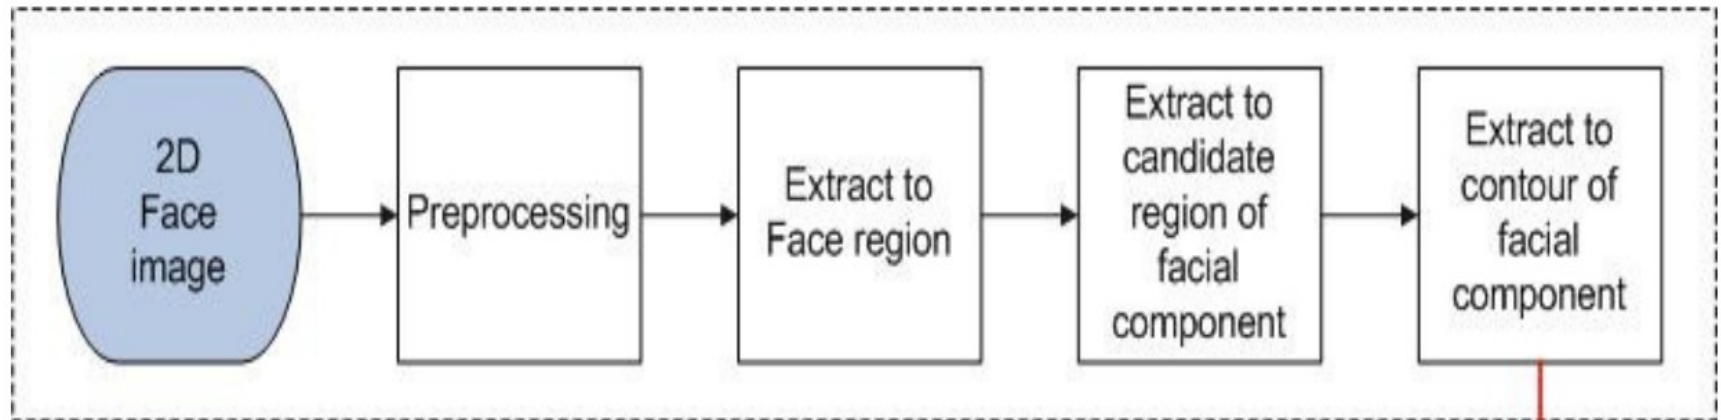 2D
Face
image
Preprocessing
Extract to
Face region
Extract to
candidate
region of
facial
component
Extract to
contour of
facial
component